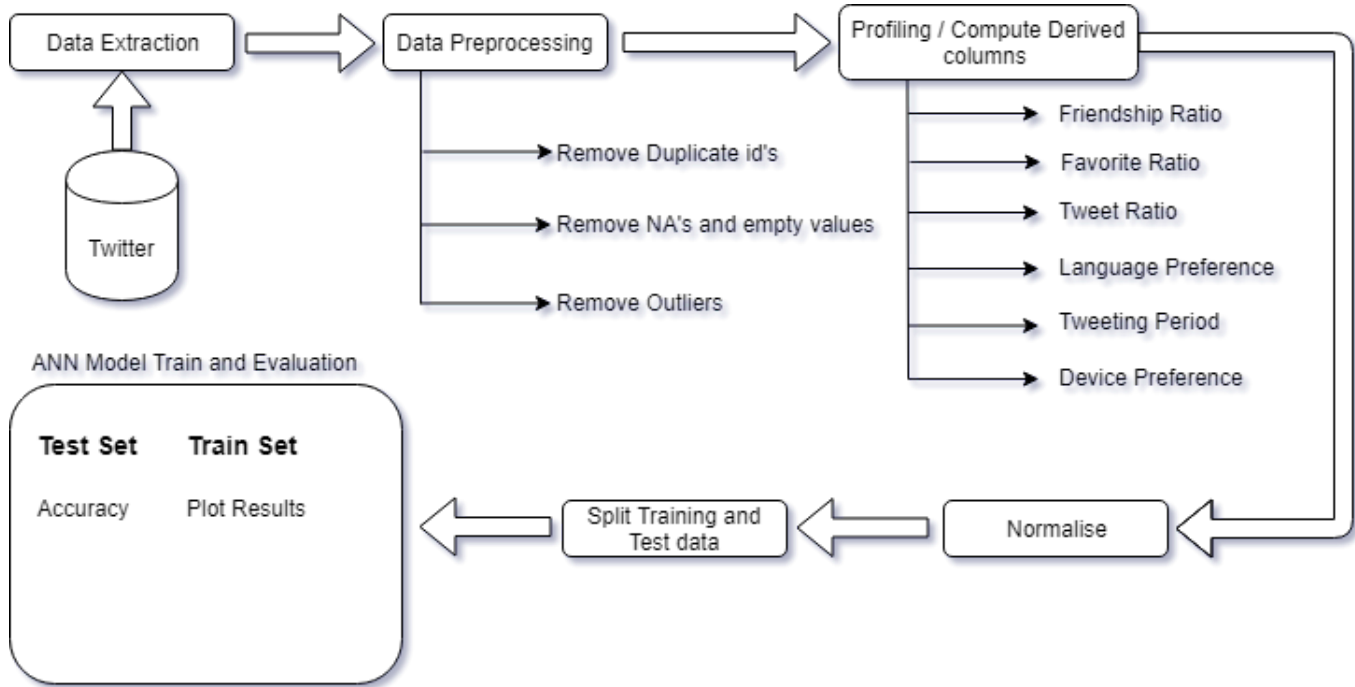 Data Extraction
Data Preprocessing
Profiling / Compute Derived
columns
Friendship Ratio
Remove Duplicate id's
Favorite Ratio
Tweet Ratio
Remove NA's and empty values
Twitter
Language Preference
Remove Outliers
Tweeting Period
Device Preference
ANN Model Train and Evaluation
Test Set Train Set
Accuracy Plot Results
Split Training and
Test data
Normalise